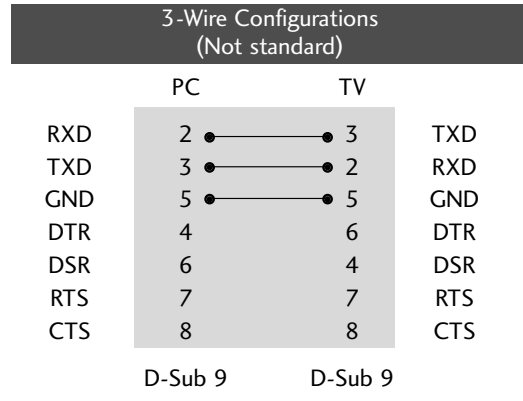 3-Wire Configurations
(Not standard)
PC TV
RXD 2 3 TXD
TXD 3 2 RXD
GND 5 5 GND
DTR 4 6 DTR
DSR 6 4 DSR
RTS 7 7 RTS
CTS 8 8 CTS
D-Sub 9 D-Sub 9